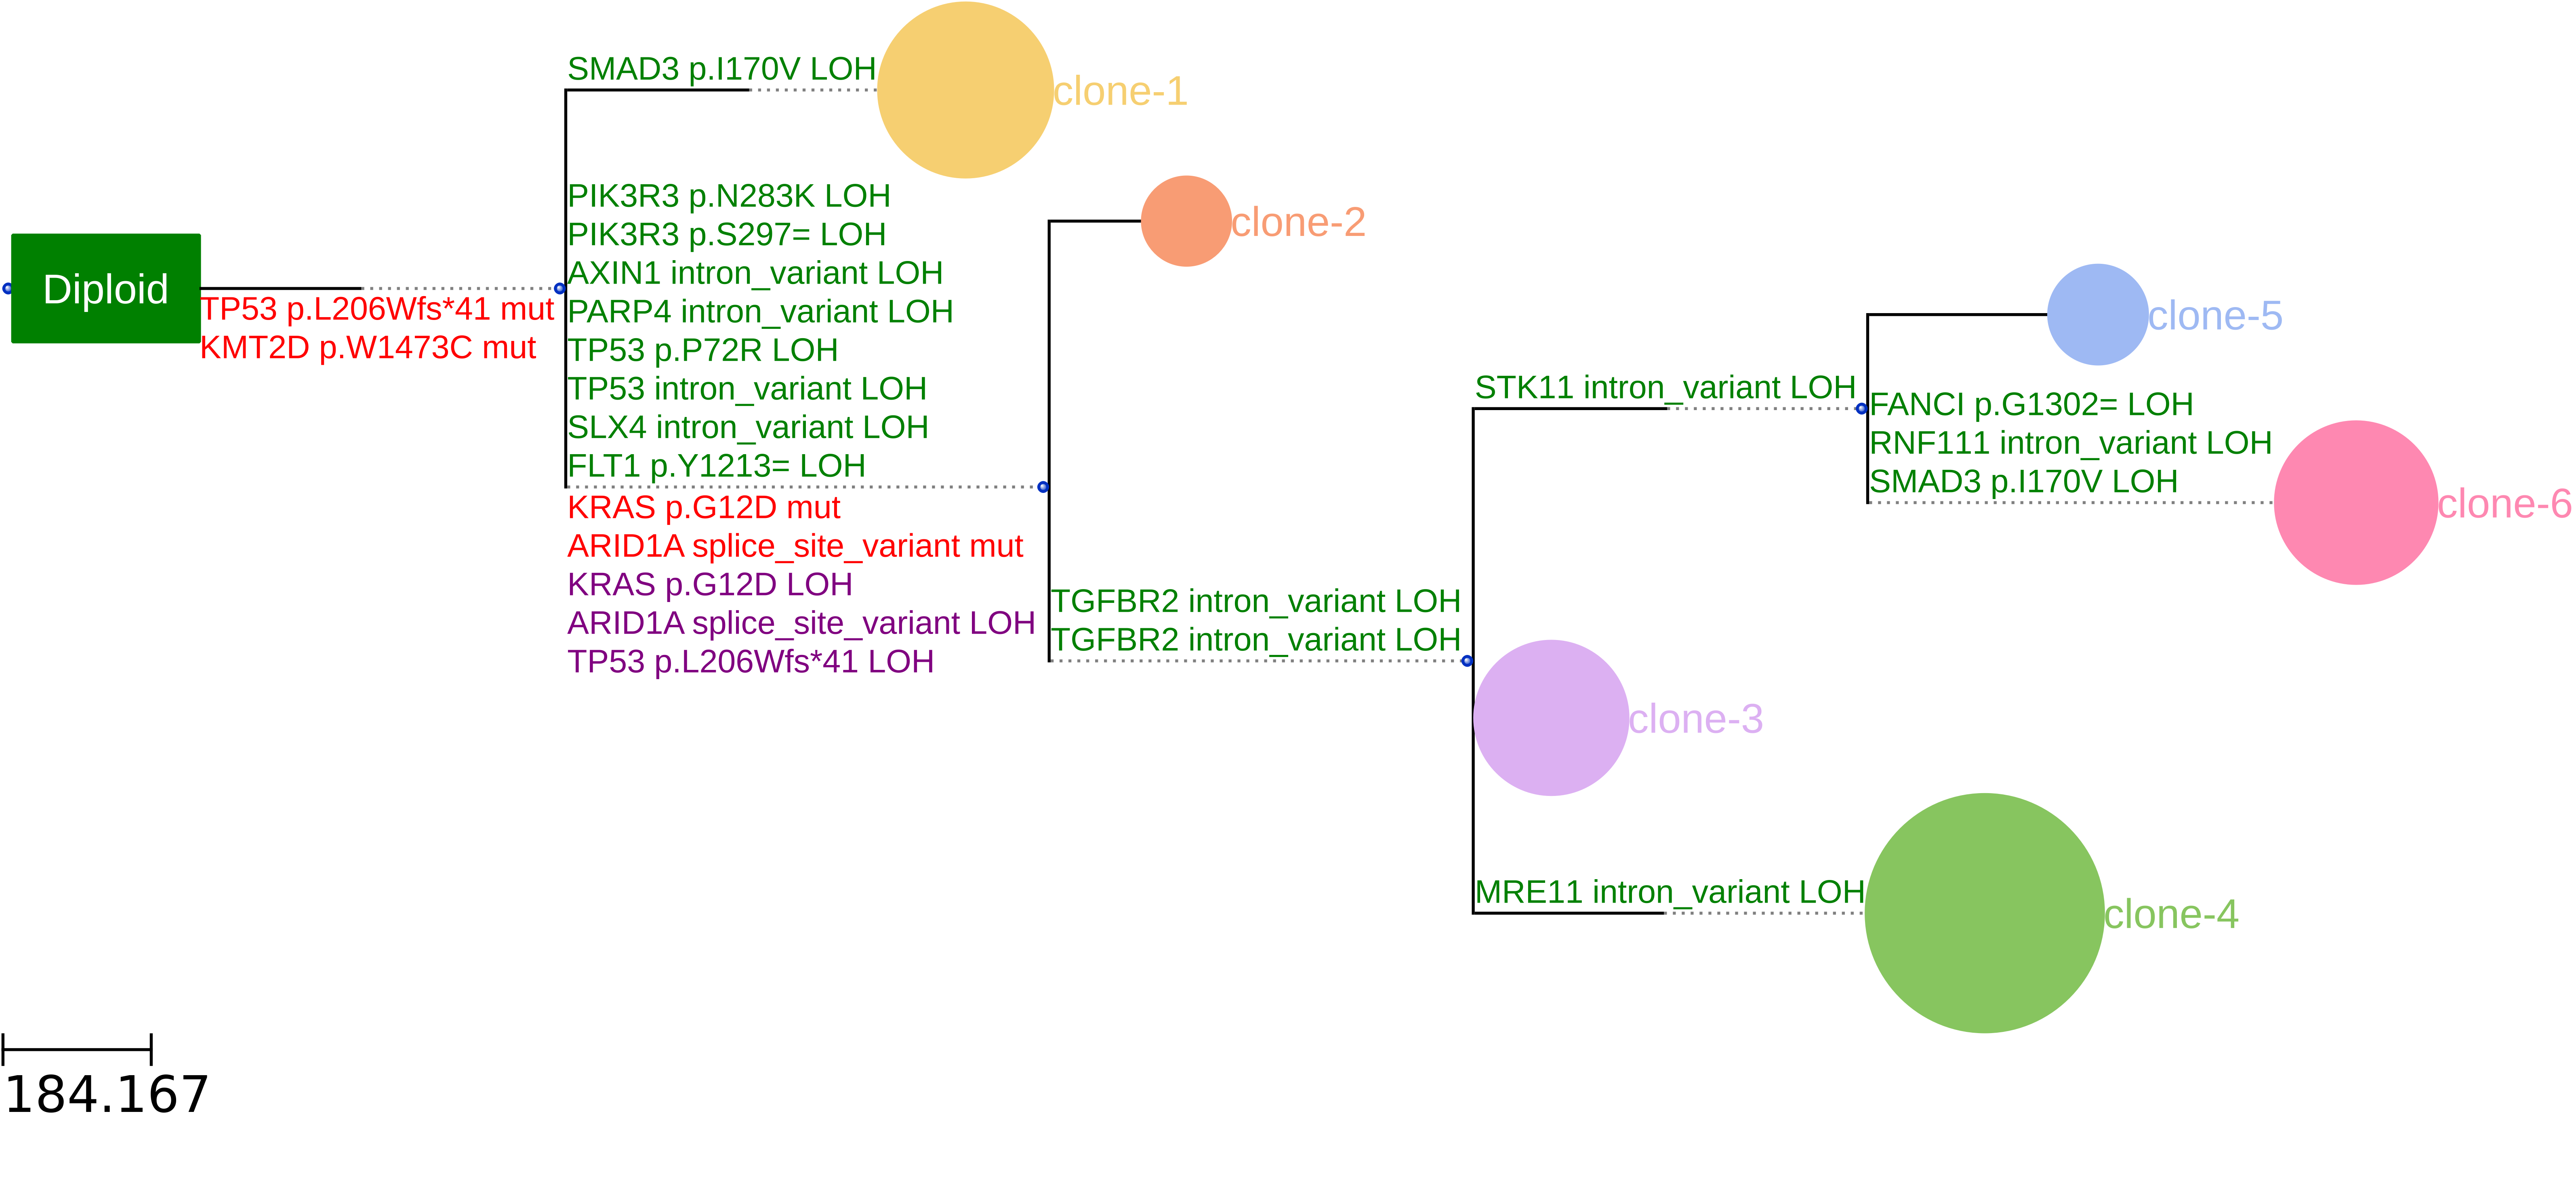 SMAD3 p.I170V LOH
clone-1
PIK3R3 p.N283K LOH
PIK3R3 p.S297= LOH
AXIN1 intron_variant LOH
PARP4 intron_variant LOH
TP53 p.P72R LOH
TP53 intron_variant LOH
SLX4 intron_variant LOH
FLT1 p.Y1213= LOH
KRAS p.G12D mut
ARID1A splice_site_variant mut
KRAS p.G12D LOH
ARID1A splice_site_variant LOH
TP53 p.L206Wfs*41 LOH
Diploid
TP53 p.L206Wfs*41 mut
KMT2D p.W1473C mut
clone-2
TGFBR2 intron_variant LOH
TGFBR2 intron_variant LOH
STK11 intron_variant LOH
clone-5
FANCI p.G1302= LOH
RNF111 intron_variant LOH
SMAD3 p.I170V LOH
clone-6
clone-3
MRE11 intron_variant LOH
clone-4
184.167